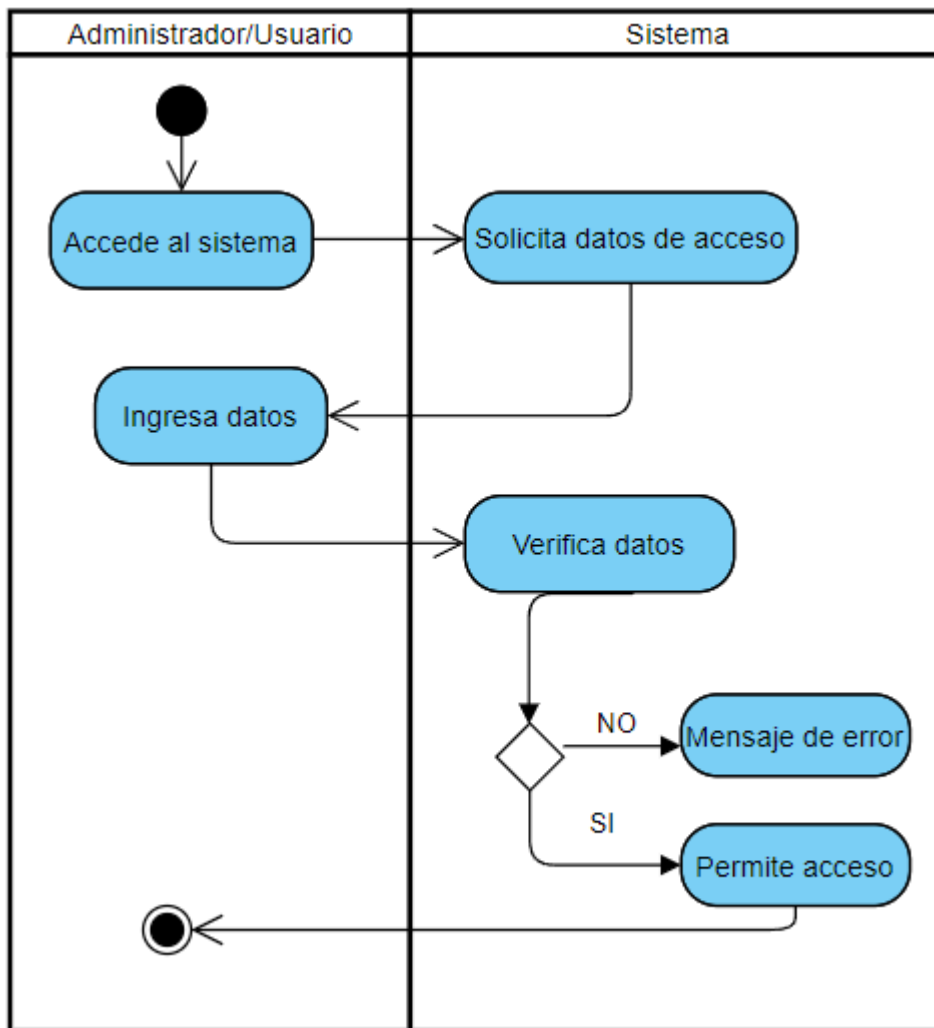 Administrador/Usuario
Sistema
Accede al sistema
Solicita datos de acceso
Ingresa datos
Verifica datos
NO
Mensaje de error
SI
Permite acceso